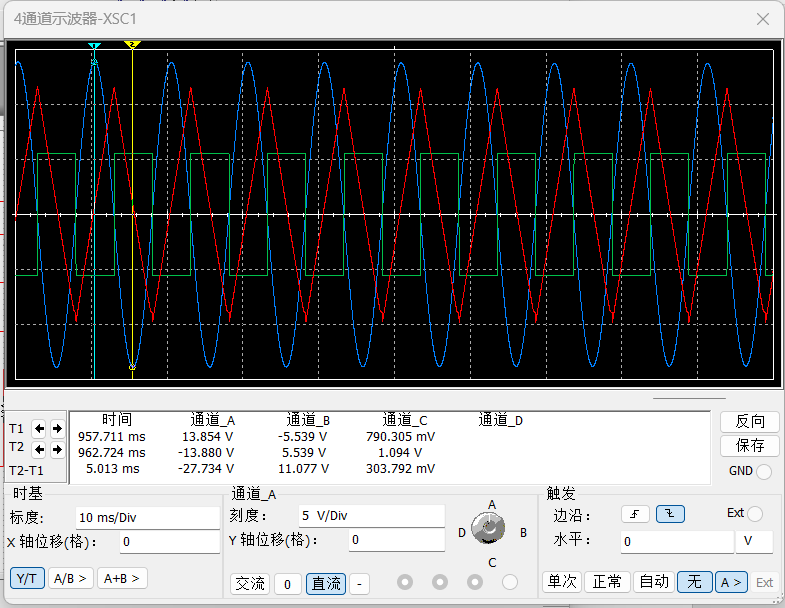 4通道示波器-XSC1
1 2
时间 通道_A 通道_B 通道_C 通道_D
T1 957.711 ms 13.854 V -5.539 V 790.305 mV
T2 962.724 ms -13.880 V 5.539 V 1.094 V
T2-T1 5.013 ms -27.734 V 11.077 V 303.792 mV
反向
保存
GND
时基
标度: 10 ms/Div
X 轴位移(格): 0
Y/T A/B > A+B >
通道_A
刻度: 5 V/Div
Y 轴位移(格): 0
交流 0 直流 -
A
D B
C
触发
边沿: Ext
水平: 0 V
单次 正常 自动 无 A > Ext